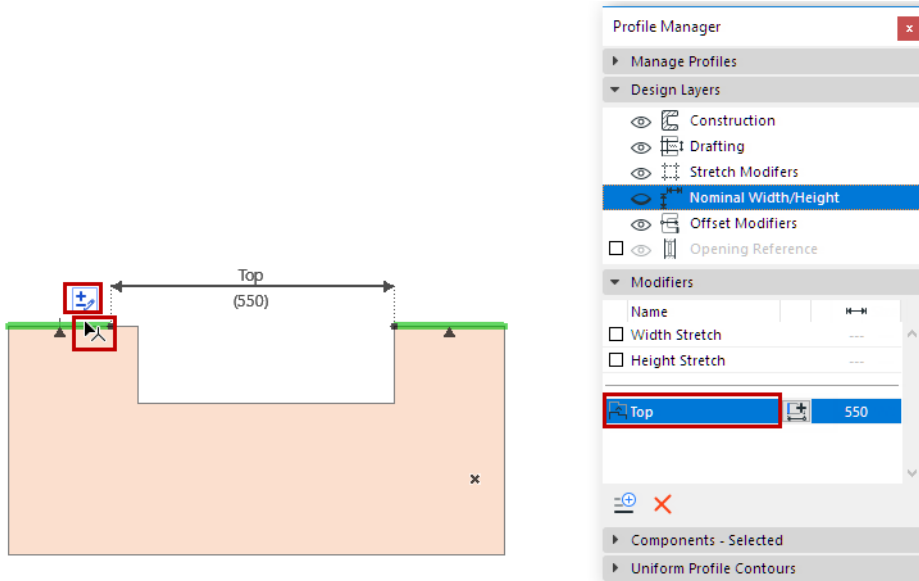 Profile Manager
x
Manage Profiles
Design Layers
Construction
Drafting
Stretch Modifers
Nominal Width/Height
Offset Modifiers
Opening Reference
Modifiers
Name
Width Stretch ---
Height Stretch ---
Top 550
Components - Selected
Uniform Profile Contours
Top
(550)